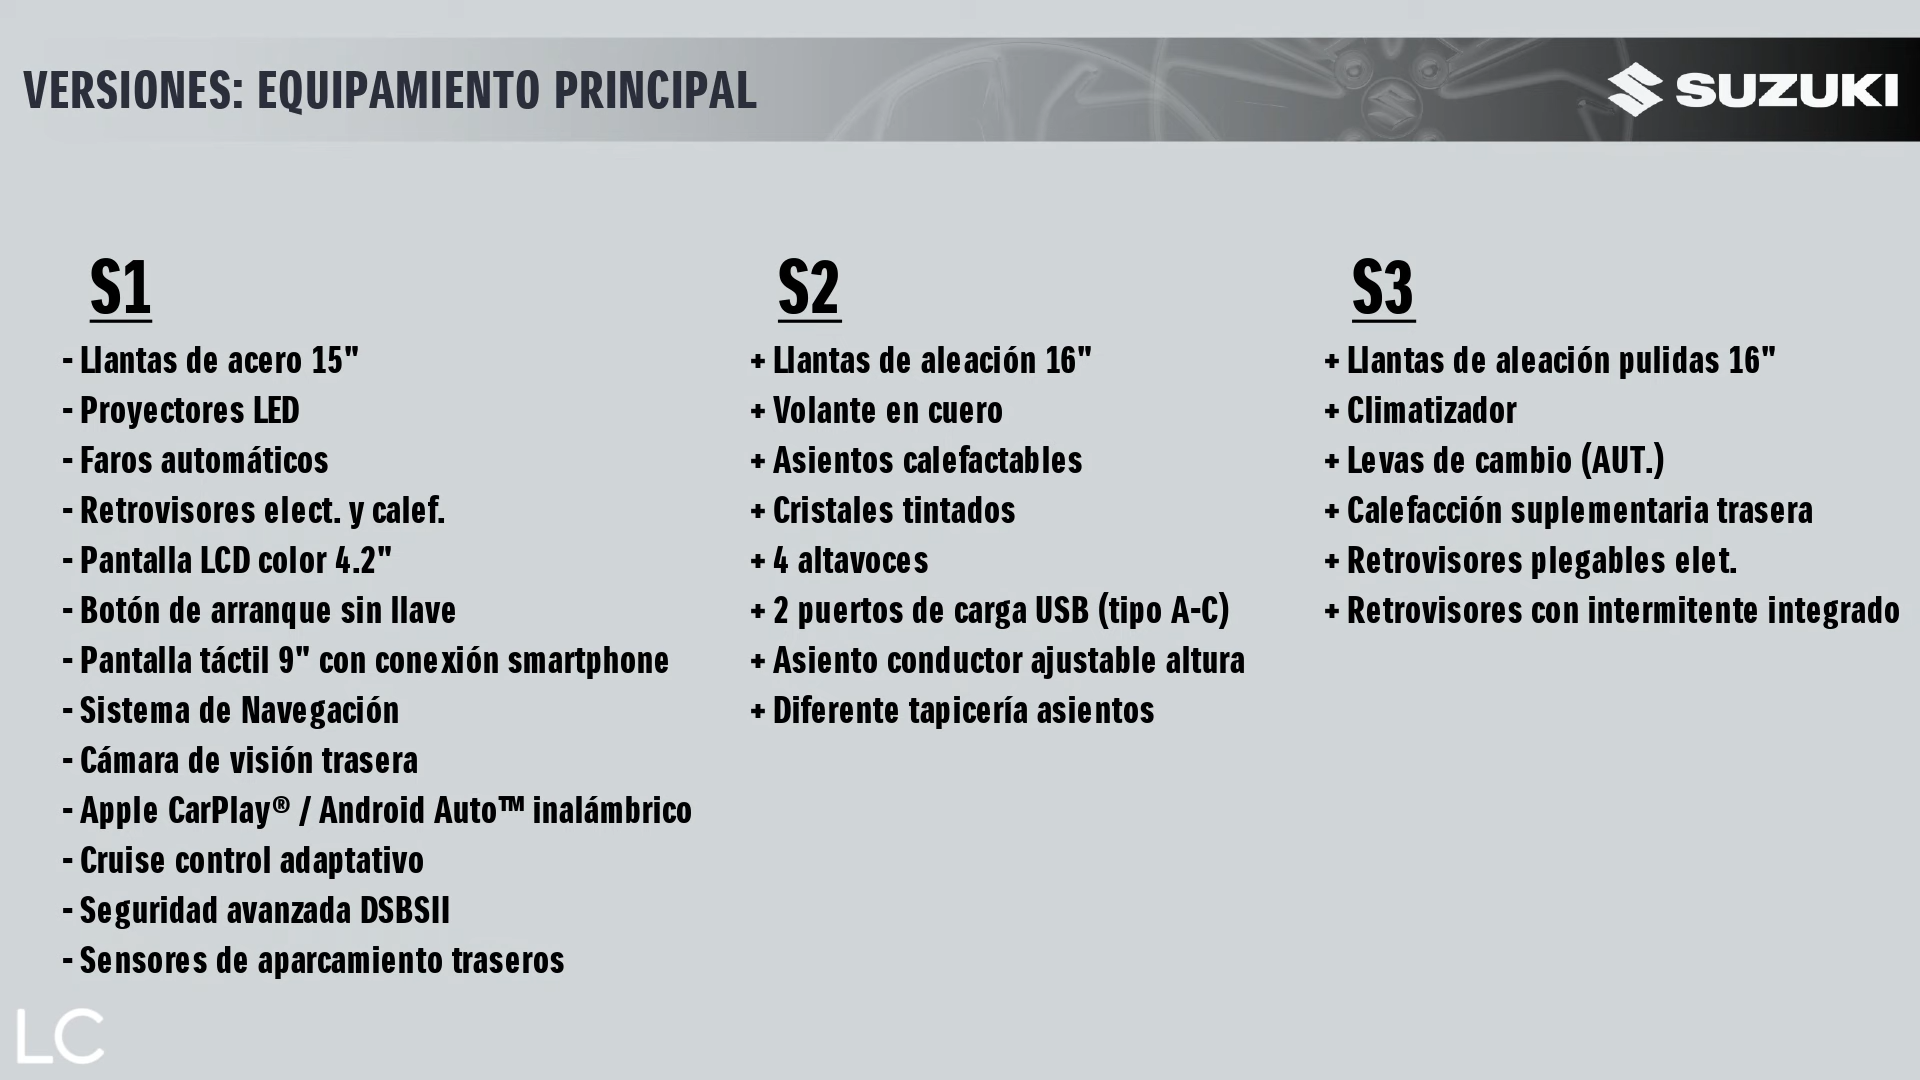 VERSIONES: EQUIPAMIENTO PRINCIPAL
SUZUKI
S1
- Llantas de acero 15"
- Proyectores LED
- Faros automáticos
- Retrovisores elect. y calef.
- Pantalla LCD color 4.2"
- Botón de arranque sin llave
- Pantalla táctil 9" con conexión smartphone
- Sistema de Navegación
- Cámara de visión trasera
- Apple CarPlay® / Android Auto™ inalámbrico
- Cruise control adaptativo
- Seguridad avanzada DSBSII
- Sensores de aparcamiento traseros
S2
+ Llantas de aleación 16"
+ Volante en cuero
+ Asientos calefactables
+ Cristales tintados
+ 4 altavoces
+ 2 puertos de carga USB (tipo A-C)
+ Asiento conductor ajustable altura
+ Diferente tapicería asientos
S3
+ Llantas de aleación pulidas 16"
+ Climatizador
+ Levas de cambio (AUT.)
+ Calefacción suplementaria trasera
+ Retrovisores plegables elet.
+ Retrovisores con intermitente integrado
LC